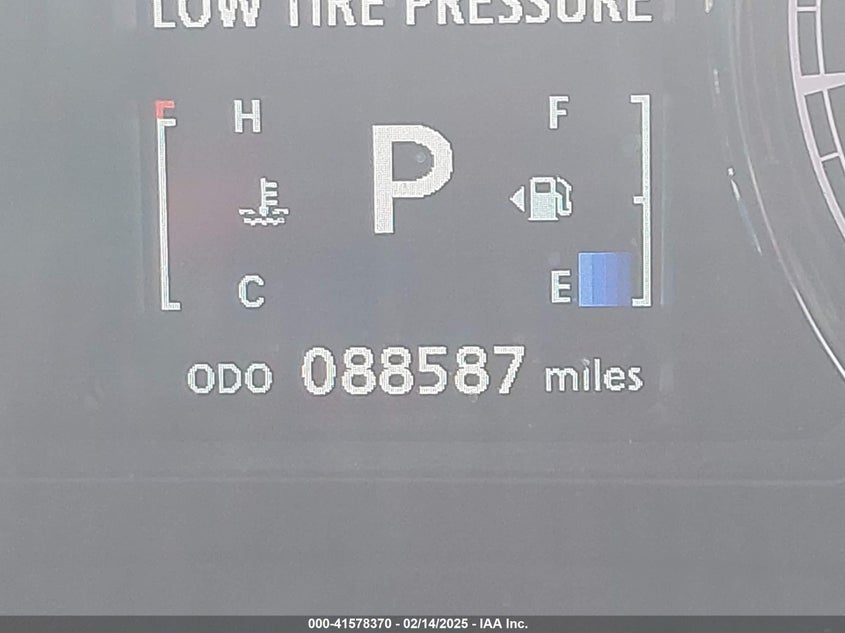 LOW TIRE PRESSURE
H F
P
C E
ODO 088587 miles
000-41578370 - 02/14/2025 - IAA Inc.